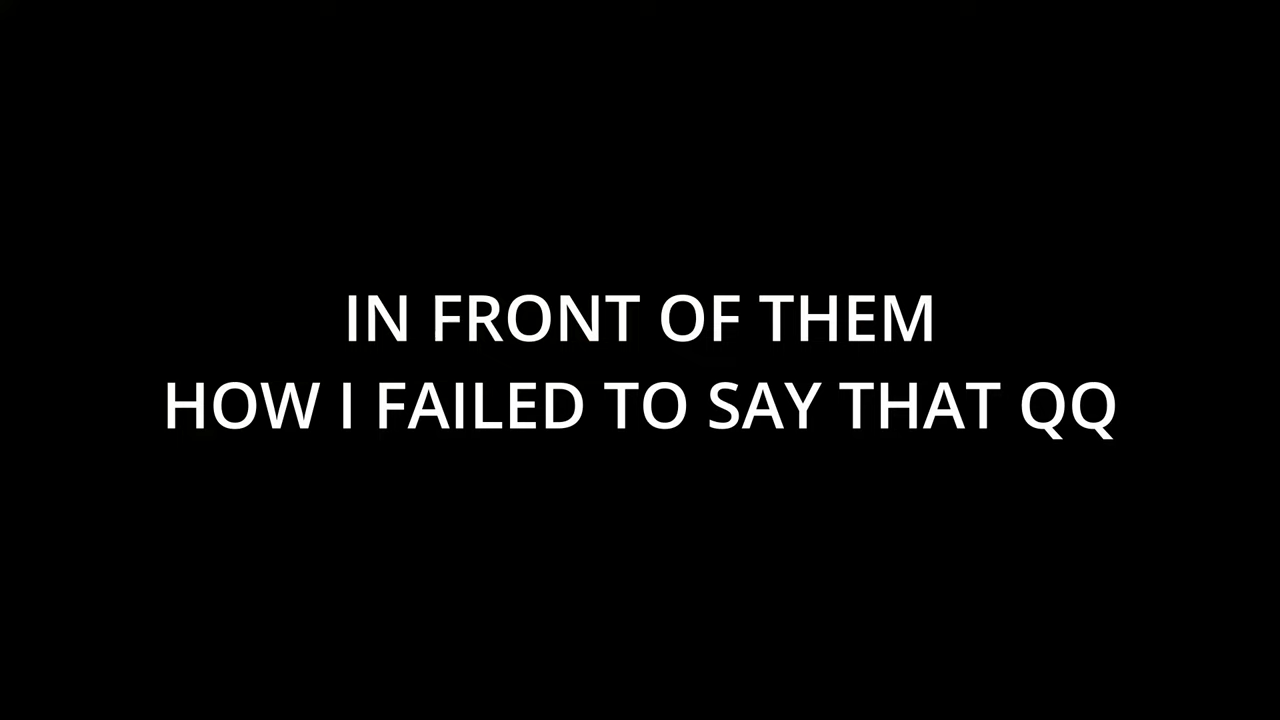 IN FRONT OF THEM
HOW I FAILED TO SAY THAT QQ